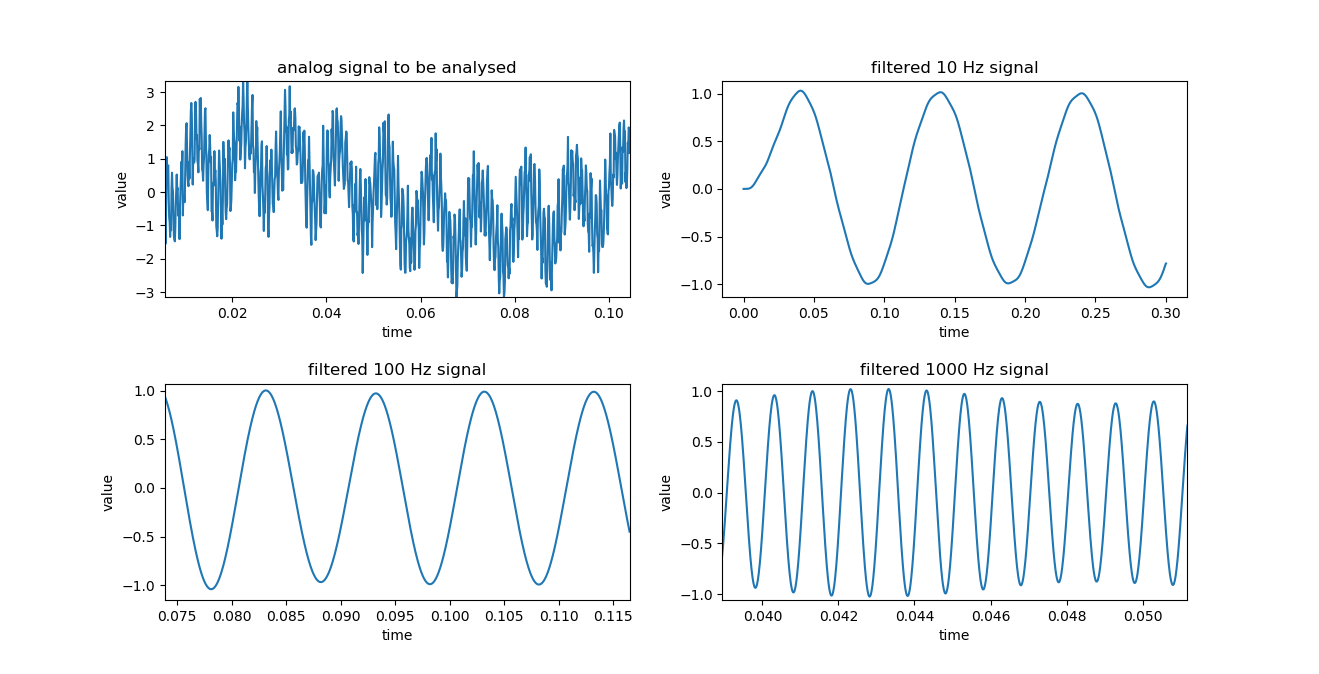 analog signal to be analysed
value
3
2
1
0
−1
−2
−3
0.02 0.04 0.06 0.08 0.10
time
filtered 10 Hz signal
value
1.0
0.5
0.0
−0.5
−1.0
0.00 0.05 0.10 0.15 0.20 0.25 0.30
time
filtered 100 Hz signal
value
1.0
0.5
0.0
−0.5
−1.0
0.075 0.080 0.085 0.090 0.095 0.100 0.105 0.110 0.115
time
filtered 1000 Hz signal
value
1.0
0.5
0.0
−0.5
−1.0
0.040 0.042 0.044 0.046 0.048 0.050
time